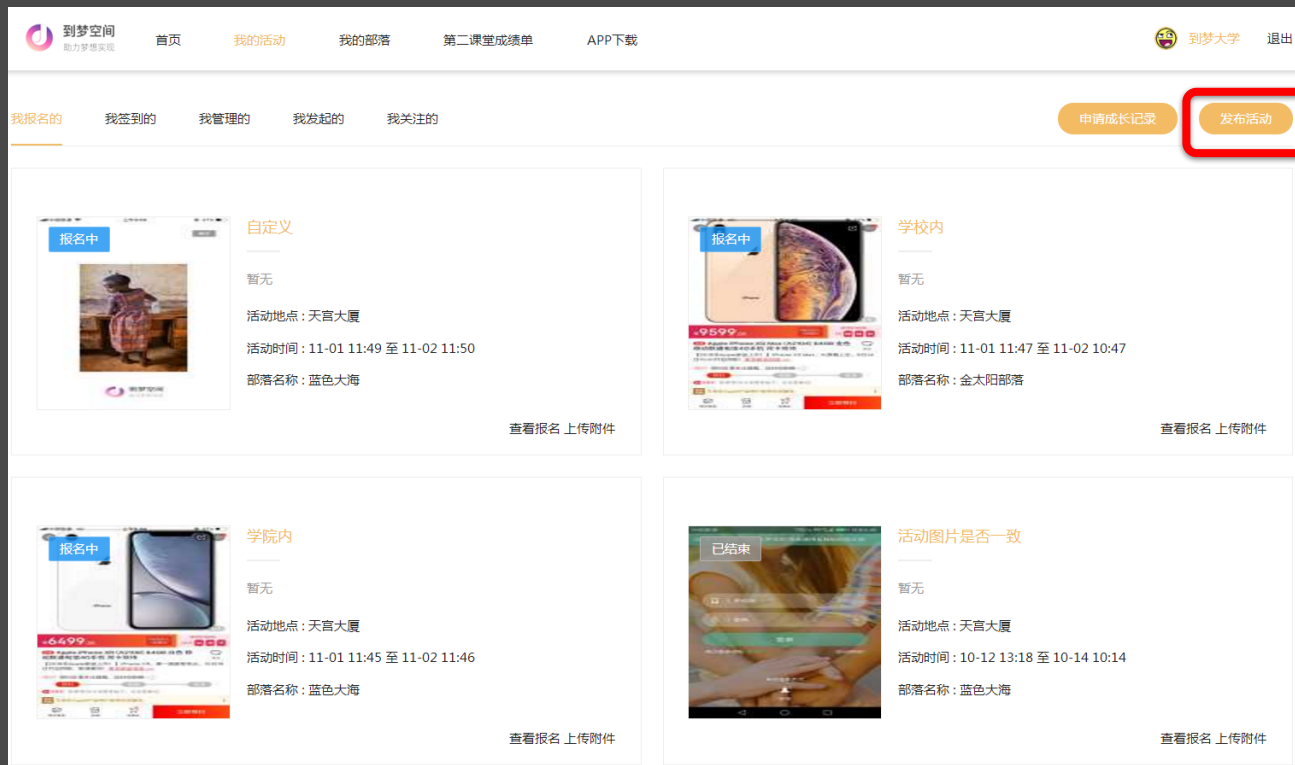 到梦空间
助力梦想实现
首页 我的活动 我的部落 第二课堂成绩单 APP下载 到梦大学 退出
我报名的 我签到的 我管理的 我发起的 我关注的 申请成长记录 发布活动
报名中
自定义
暂无
活动地点 : 天宫大厦
活动时间 : 11-01 11:49 至 11-02 11:50
部落名称 : 蓝色大海
到梦空间
查看报名 上传附件
报名中
学校内
暂无
活动地点 : 天宫大厦
活动时间 : 11-01 11:47 至 11-02 10:47
部落名称 : 金太阳部落
9599
查看报名 上传附件
报名中
学院内
暂无
活动地点 : 天宫大厦
活动时间 : 11-01 11:45 至 11-02 11:46
部落名称 : 蓝色大海
6499
查看报名 上传附件
已结束
活动图片是否一致
暂无
活动地点 : 天宫大厦
活动时间 : 10-12 13:18 至 10-14 10:14
部落名称 : 蓝色大海
查看报名 上传附件